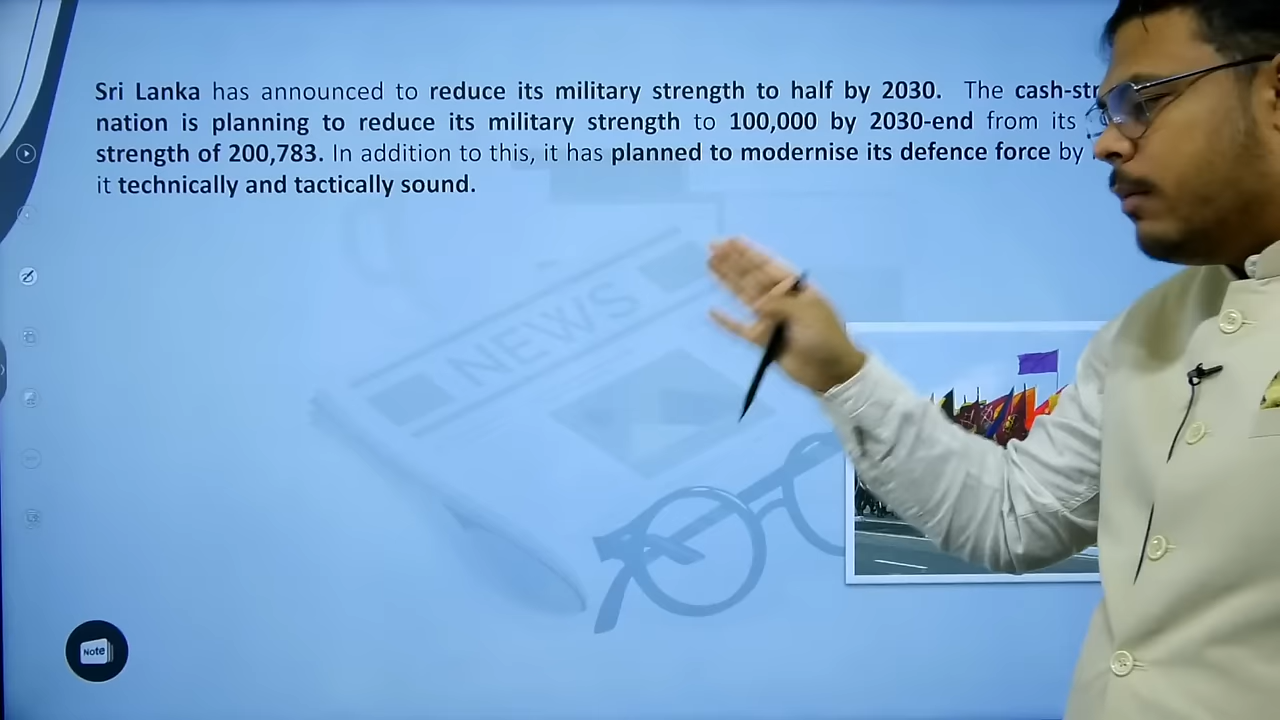 Sri Lanka has announced to reduce its military strength to half by 2030. The cash-str
nation is planning to reduce its military strength to 100,000 by 2030-end from its
strength of 200,783. In addition to this, it has planned to modernise its defence force by
it technically and tactically sound.
NEWS
Note